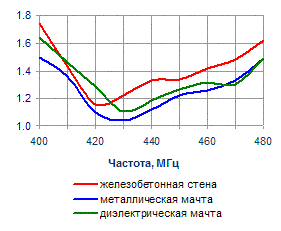 1.8
1.6
1.4
1.2
1.0
400 420 440 460 480
Частота, МГц
железобетонная стена
металлическая мачта
диэлектрическая мачта